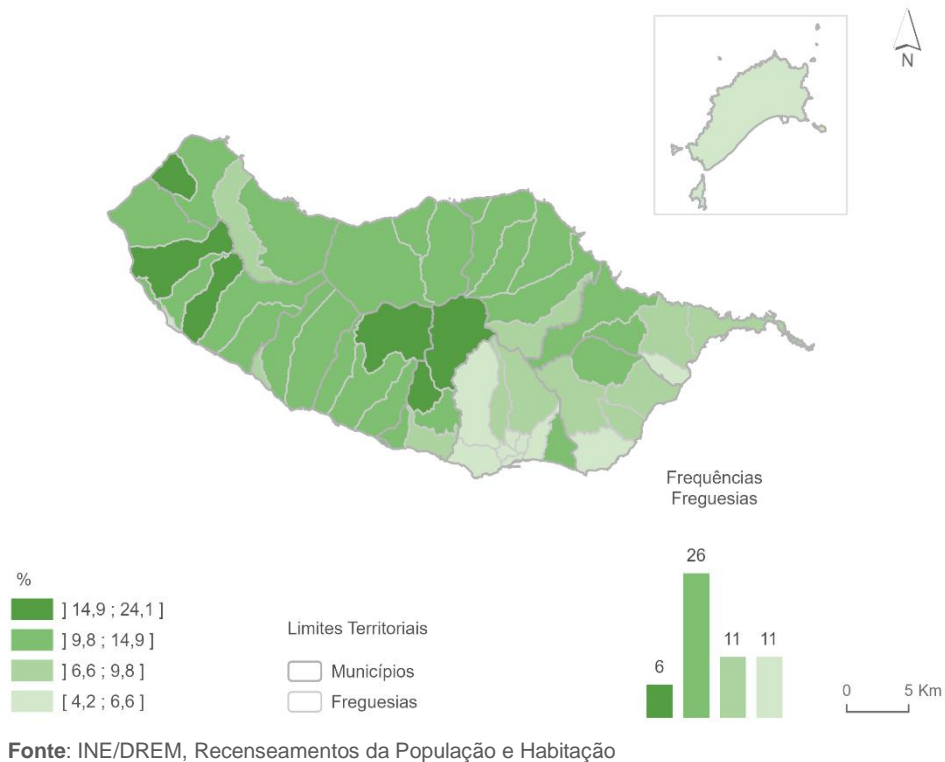 N
Frequências
Freguesias
26
11
11
6
%
] 14,9 ; 24,1 ]
] 9,8 ; 14,9 ]
] 6,6 ; 9,8 ]
[ 4,2 ; 6,6 ]
Limites Territoriais
Municípios
Freguesias
0 5 Km
Fonte: INE/DREM, Recenseamentos da População e Habitação